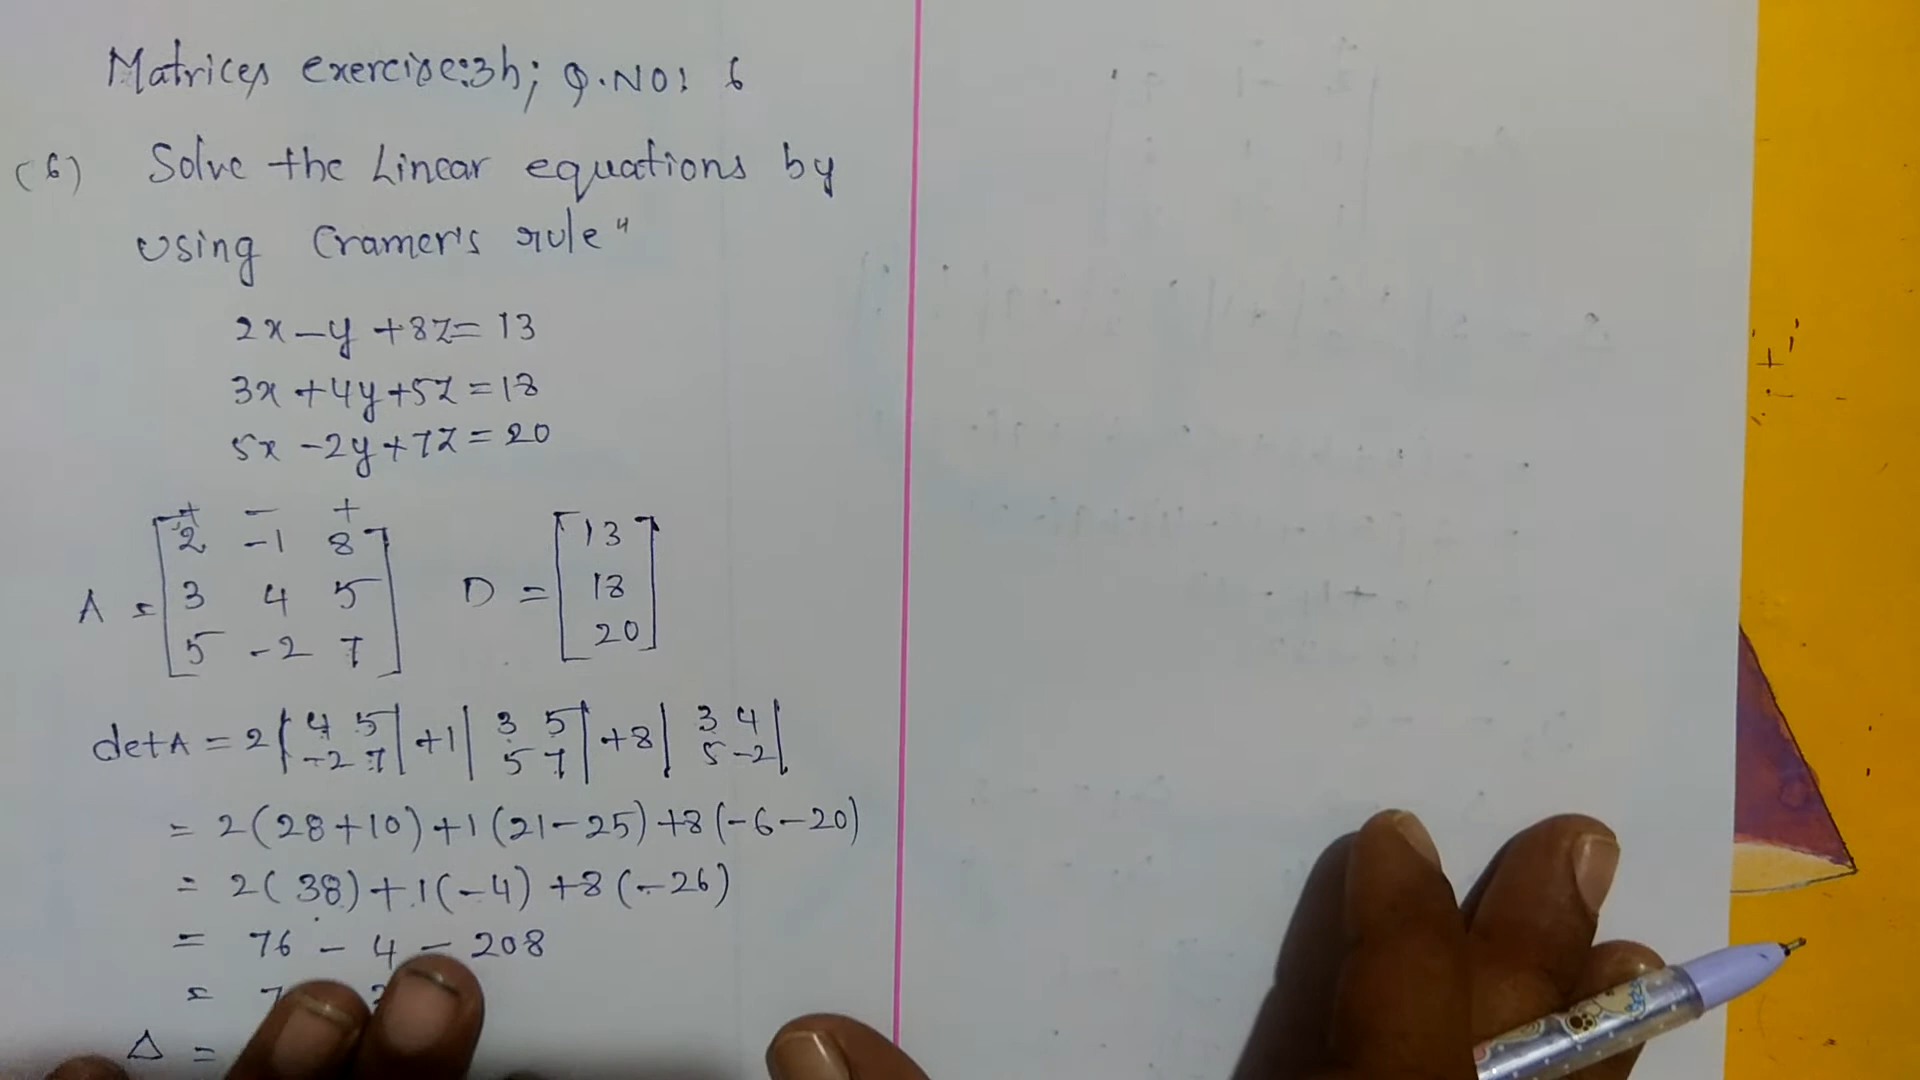 Matrices exercise:3h; Q.NO: 6
(6) Solve the Linear equations by
using Cramer's rule"
2x-y+8z=13
3x+4y+5z=18
5x-2y+7z=20
+ - +
A = [2 -1 8
3 4 5
5 -2 7] D = [13
18
20]
det A = 2|4 5
-2 7| +1|3 5
5 7| +8|3 4
5 -2|
= 2(28+10)+1(21-25)+8(-6-20)
= 2(38)+1(-4)+8(-26)
= 76-4-208
= 7
Δ =